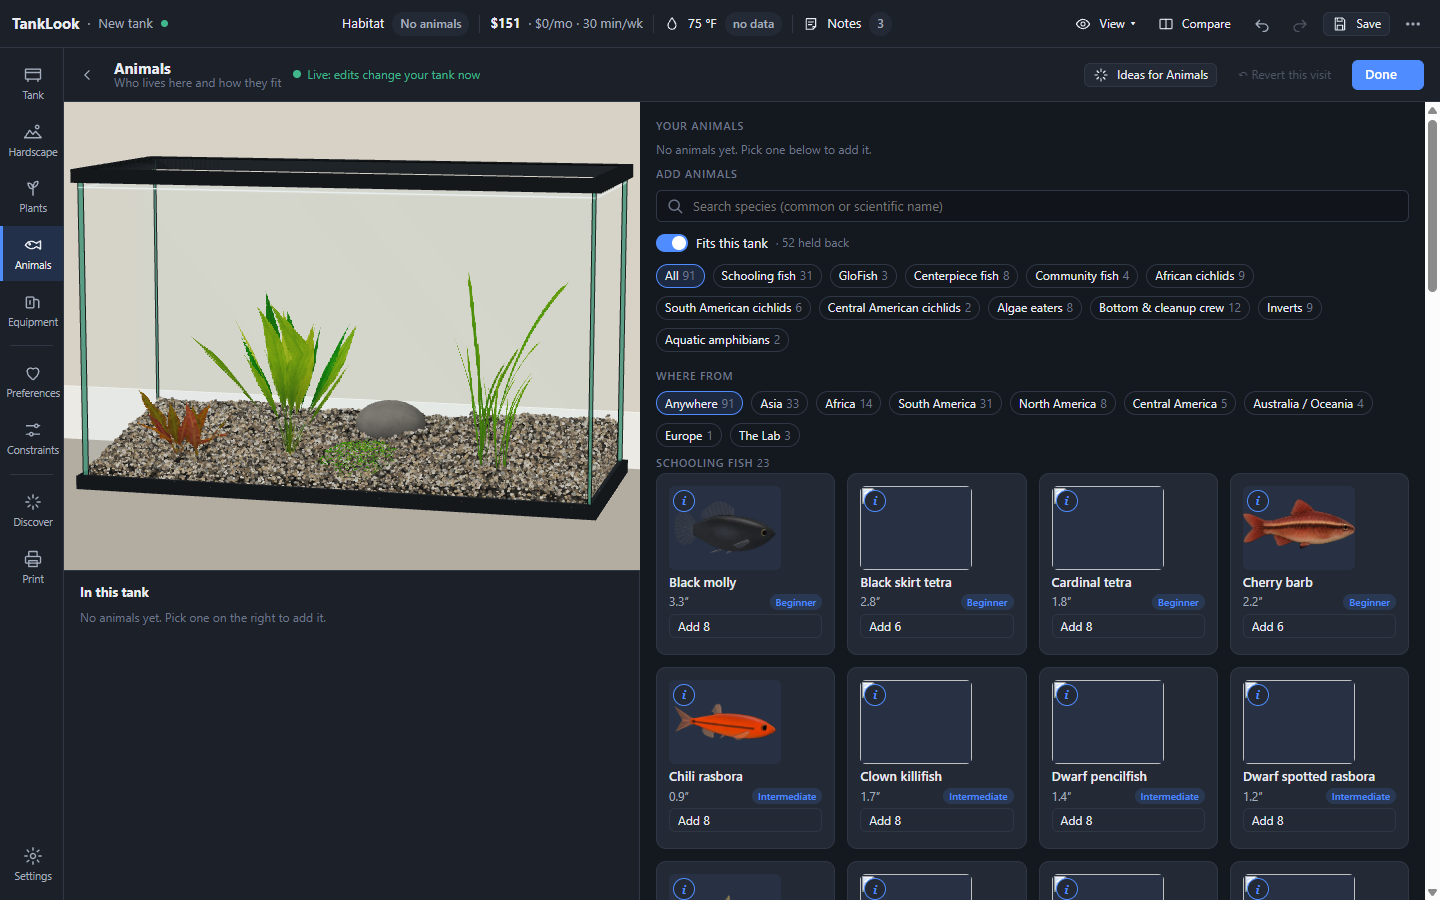 TankLook · New tank
Habitat No animals $151 · $0/mo · 30 min/wk 75 °F no data Notes 3
View Compare Save
Tank
Hardscape
Plants
Animals
Equipment
Preferences
Constraints
Discover
Print
Settings
Animals
Who lives here and how they fit
Live: edits change your tank now
Ideas for Animals
Revert this visit
Done
In this tank
No animals yet. Pick one on the right to add it.
YOUR ANIMALS
No animals yet. Pick one below to add it.
ADD ANIMALS
Search species (common or scientific name)
Fits this tank · 52 held back
All 91 Schooling fish 31 GloFish 3 Centerpiece fish 8 Community fish 4 African cichlids 9
South American cichlids 6 Central American cichlids 2 Algae eaters 8 Bottom & cleanup crew 12 Inverts 9
Aquatic amphibians 2
WHERE FROM
Anywhere 91 Asia 33 Africa 14 South America 31 North America 8 Central America 5 Australia / Oceania 4
Europe 1 The Lab 3
SCHOOLING FISH 23
Black molly
3.3" Beginner
Add 8
Black skirt tetra
2.8" Beginner
Add 6
Cardinal tetra
1.8" Beginner
Add 8
Cherry barb
2.2" Beginner
Add 6
Chili rasbora
0.9" Intermediate
Add 8
Clown killifish
1.7" Intermediate
Add 8
Dwarf pencilfish
1.4" Intermediate
Add 8
Dwarf spotted rasbora
1.2" Intermediate
Add 8